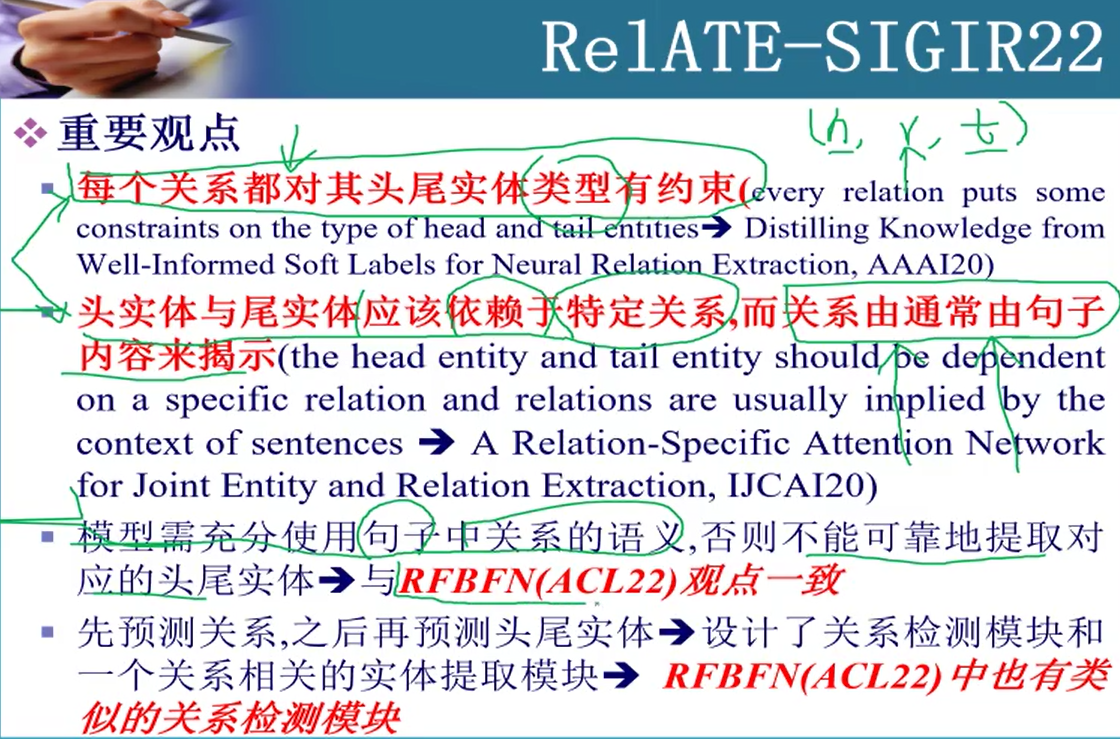 RelATE-SIGIR22
重要观点
(h, r, t)
每个关系都对其头尾实体类型有约束(every relation puts some
constraints on the type of head and tail entities➔ Distilling Knowledge from
Well-Informed Soft Labels for Neural Relation Extraction, AAAI20)
头实体与尾实体应该依赖于特定关系,而关系由通常由句子
内容来揭示(the head entity and tail entity should be dependent
on a specific relation and relations are usually implied by the
context of sentences ➔ A Relation-Specific Attention Network
for Joint Entity and Relation Extraction, IJCAI20)
模型需充分使用句子中关系的语义,否则不能可靠地提取对
应的头尾实体➔与RFBFN(ACL22)观点一致
先预测关系,之后再预测头尾实体➔设计了关系检测模块和
一个关系相关的实体提取模块➔ RFBFN(ACL22)中也有类
似的关系检测模块